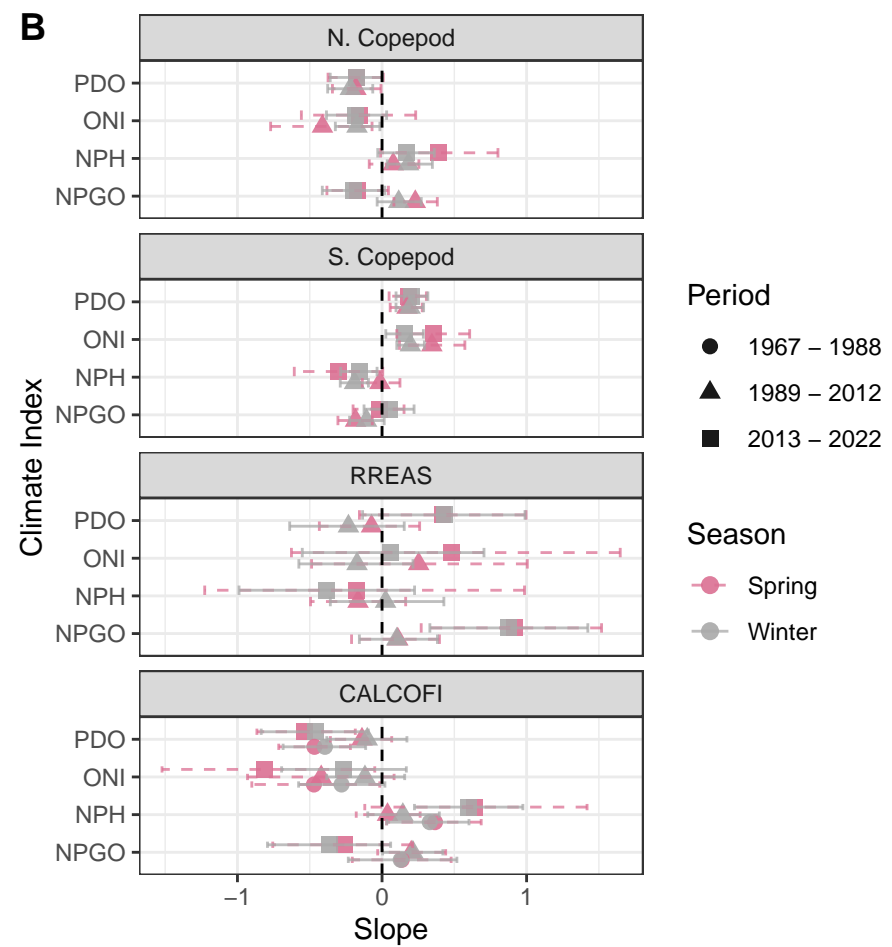 B
N. Copepod
PDO
ONI
NPH
NPGO
S. Copepod
PDO
ONI
NPH
NPGO
RREAS
PDO
ONI
NPH
NPGO
CALCOFI
PDO
ONI
NPH
NPGO
−1
0
1
Slope
Climate Index
Period
1967 − 1988
1989 − 2012
2013 − 2022
Season
Spring
Winter